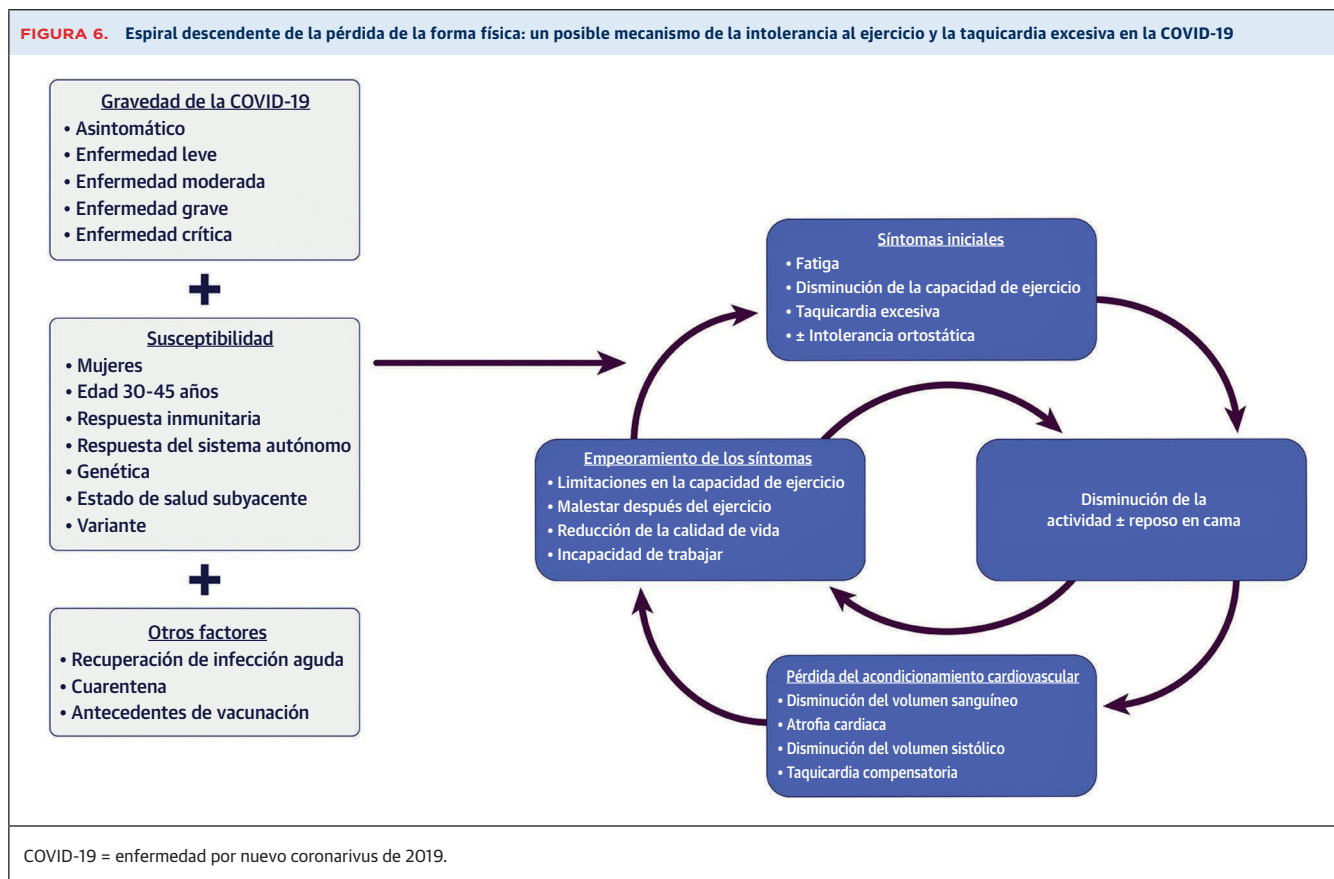 FIGURA 6. Espiral descendente de la pérdida de la forma física: un posible mecanismo de la intolerancia al ejercicio y la taquicardia excesiva en la COVID-19
Gravedad de la COVID-19
• Asintomático
• Enfermedad leve
• Enfermedad moderada
• Enfermedad grave
• Enfermedad crítica
+
Susceptibilidad
• Mujeres
• Edad 30-45 años
• Respuesta inmunitaria
• Respuesta del sistema autónomo
• Genética
• Estado de salud subyacente
• Variante
+
Otros factores
• Recuperación de infección aguda
• Cuarentena
• Antecedentes de vacunación
Síntomas iniciales
• Fatiga
• Disminución de la capacidad de ejercicio
• Taquicardia excesiva
• ± Intolerancia ortostática
Empeoramiento de los síntomas
• Limitaciones en la capacidad de ejercicio
• Malestar después del ejercicio
• Reducción de la calidad de vida
• Incapacidad de trabajar
Disminución de la
actividad ± reposo en cama
Pérdida del acondicionamiento cardiovascular
• Disminución del volumen sanguíneo
• Atrofia cardiaca
• Disminución del volumen sistólico
• Taquicardia compensatoria
COVID-19 = enfermedad por nuevo coronarivus de 2019.